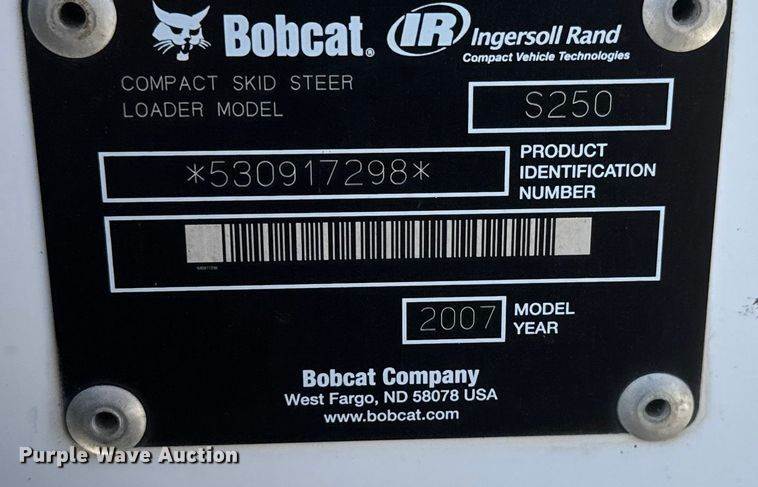 Bobcat® IR Ingersoll Rand
Compact Vehicle Technologies
COMPACT SKID STEER
LOADER MODEL
S250
*530917298*
PRODUCT
IDENTIFICATION
NUMBER
2007
MODEL
YEAR
Bobcat Company
West Fargo, ND 58078 USA
www.bobcat.com
Purple Wave Auction